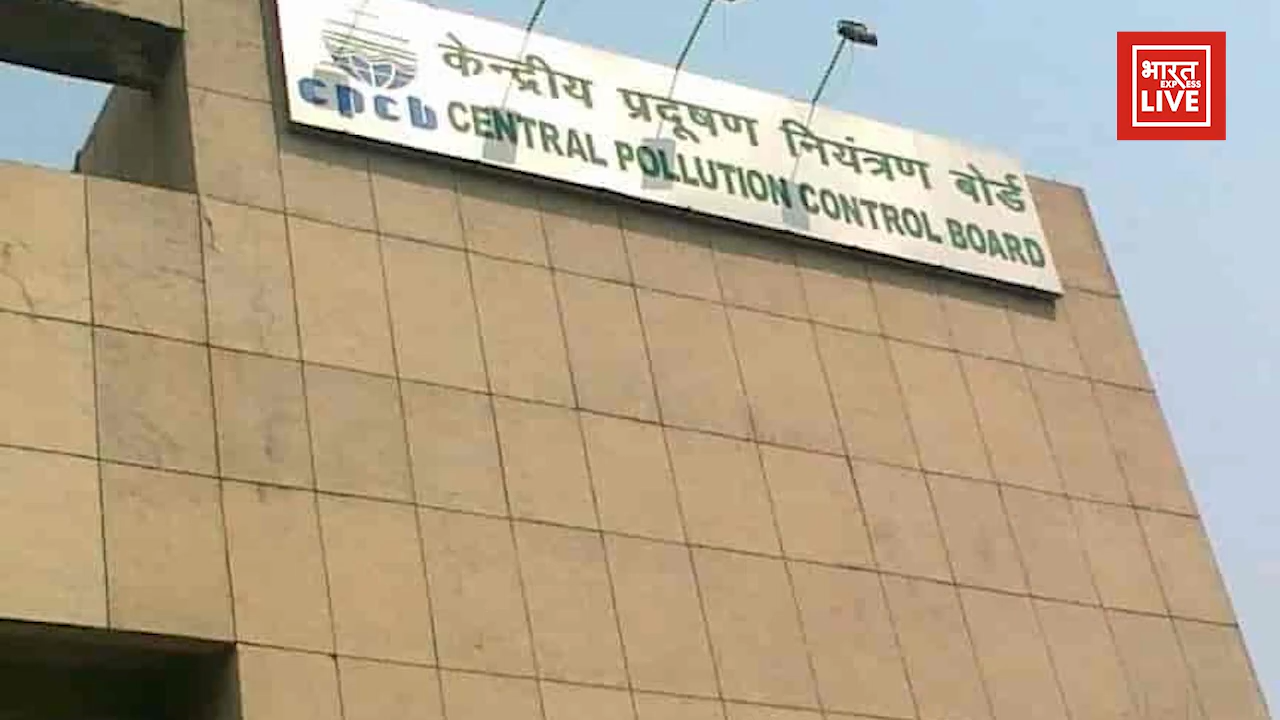 केन्द्रीय प्रदूषण नियंत्रण बोर्ड
cpcb
CENTRAL POLLUTION CONTROL BOARD
भारत
EXPRESS
LIVE